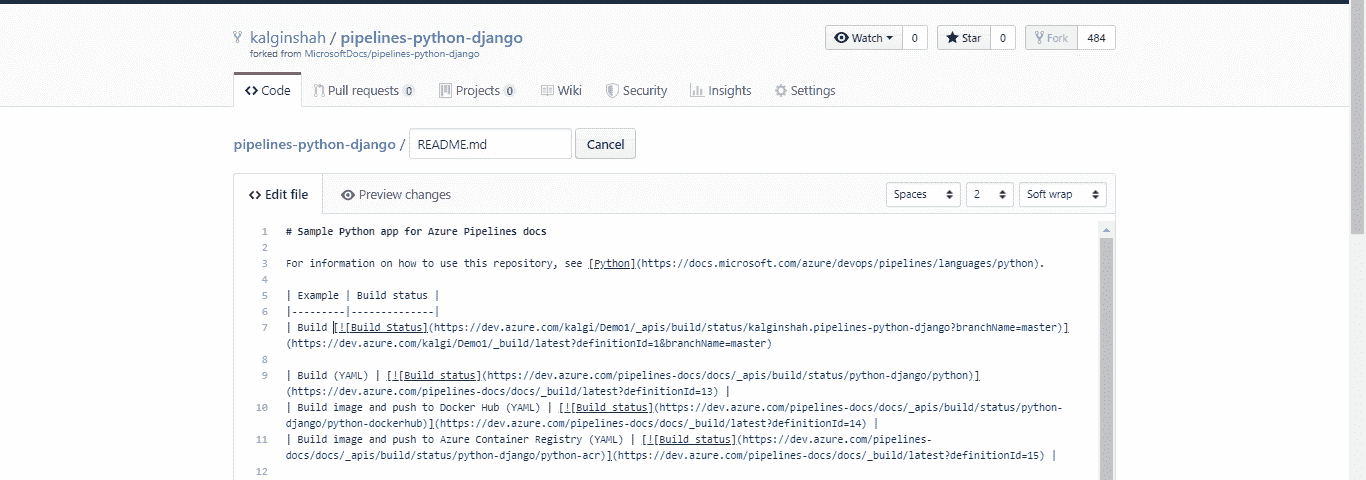 kalginshah / pipelines-python-django
Watch 0 Star 0 Fork 484
forked from MicrosoftDocs/pipelines-python-django
Code Pull requests 0 Projects 0 Wiki Security Insights Settings
pipelines-python-django / README.md Cancel
Edit file Preview changes Spaces 2 Soft wrap
1 # Sample Python app for Azure Pipelines docs
2
3 For information on how to use this repository, see [Python](https://docs.microsoft.com/azure/devops/pipelines/languages/python).
4
5 | Example | Build status |
6 |---------|--------------|
7 | Build [![Build Status](https://dev.azure.com/kalgi/Demo1/_apis/build/status/kalginshah.pipelines-python-django?branchName=master)]
(https://dev.azure.com/kalgi/Demo1/_build/latest?definitionId=1&branchName=master)
8
9 | Build (YAML) | [![Build status](https://dev.azure.com/pipelines-docs/docs/_apis/build/status/python-django/python)]
(https://dev.azure.com/pipelines-docs/docs/_build/latest?definitionId=13) |
10 | Build image and push to Docker Hub (YAML) | [![Build status](https://dev.azure.com/pipelines-docs/docs/_apis/build/status/python-
django/python-dockerhub)](https://dev.azure.com/pipelines-docs/docs/_build/latest?definitionId=14) |
11 | Build image and push to Azure Container Registry (YAML) | [![Build status](https://dev.azure.com/pipelines-
docs/docs/_apis/build/status/python-django/python-acr)](https://dev.azure.com/pipelines-docs/docs/_build/latest?definitionId=15) |
12